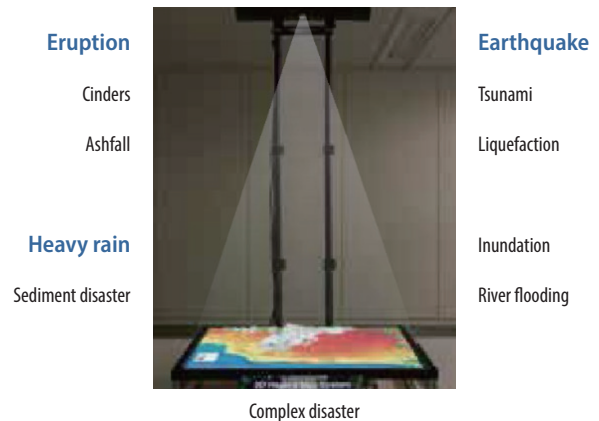 Eruption
Cinders
Ashfall
Heavy rain
Sediment disaster
Earthquake
Tsunami
Liquefaction
Inundation
River flooding
Complex disaster